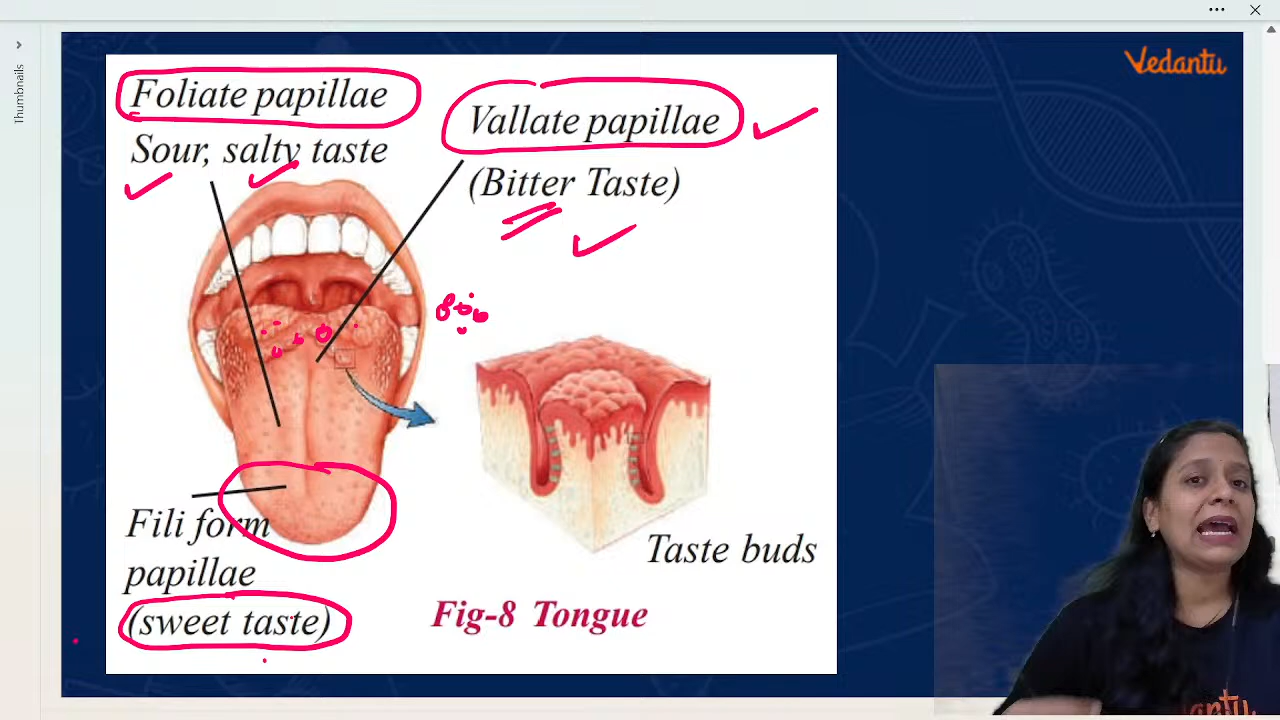 Thumbnails
Vedantu
Foliate papillae
Sour, salty taste
Vallate papillae
(Bitter Taste)
Fili form
papillae
(sweet taste)
Taste buds
Fig-8 Tongue